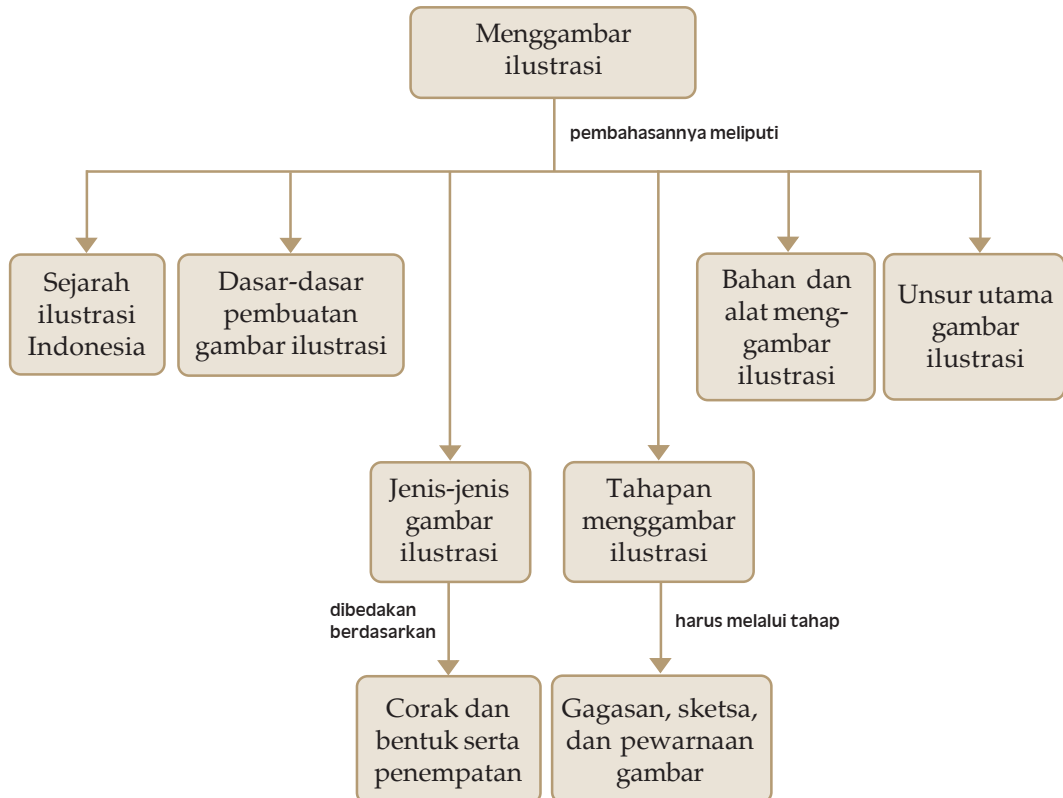 Menggambar
ilustrasi
pembahasannya meliputi
Sejarah
ilustrasi
Indonesia
Dasar-dasar
pembuatan
gambar ilustrasi
Bahan dan
alat meng-
gambar
ilustrasi
Unsur utama
gambar
ilustrasi
Jenis-jenis
gambar
ilustrasi
Tahapan
menggambar
ilustrasi
dibedakan
berdasarkan
harus melalui tahap
Corak dan
bentuk serta
penempatan
Gagasan, sketsa,
dan pewarnaan
gambar